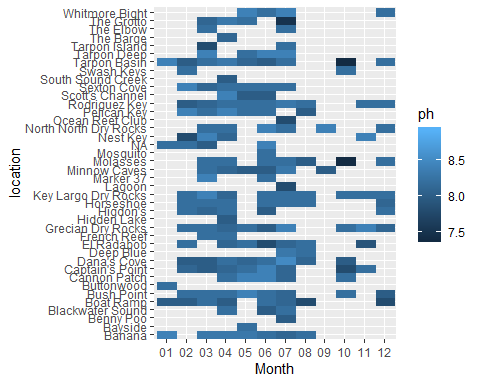 Whitmore Bight
The Grotto
The Elbow
The Barge
Tarpon Island
Tarpon Deep
Tarpon Basin
Swash Keys
South Sound Creek
Sexton Cove
Scott's Channel
Rodriguez Key
Pelican Key
Ocean Reef Club
North North Dry Rocks
Nest Key
NA
Mosquito
Molasses
Minnow Caves
Marker 37
Lagoon
Key Largo Dry Rocks
Horseshoe
Higdon's
Hidden Lake
Grecian Dry Rocks
French Reef
El Radabob
Deep Blue
Dana's Cove
Captain's Point
Cannon Patch
Buttonwood
Bush Point
Boat Ramp
Blackwater Sound
Benny Poo
Bayside
Banana
location
01 02 03 04 05 06 07 08 09 10 11 12
Month
ph
8.5
8.0
7.5